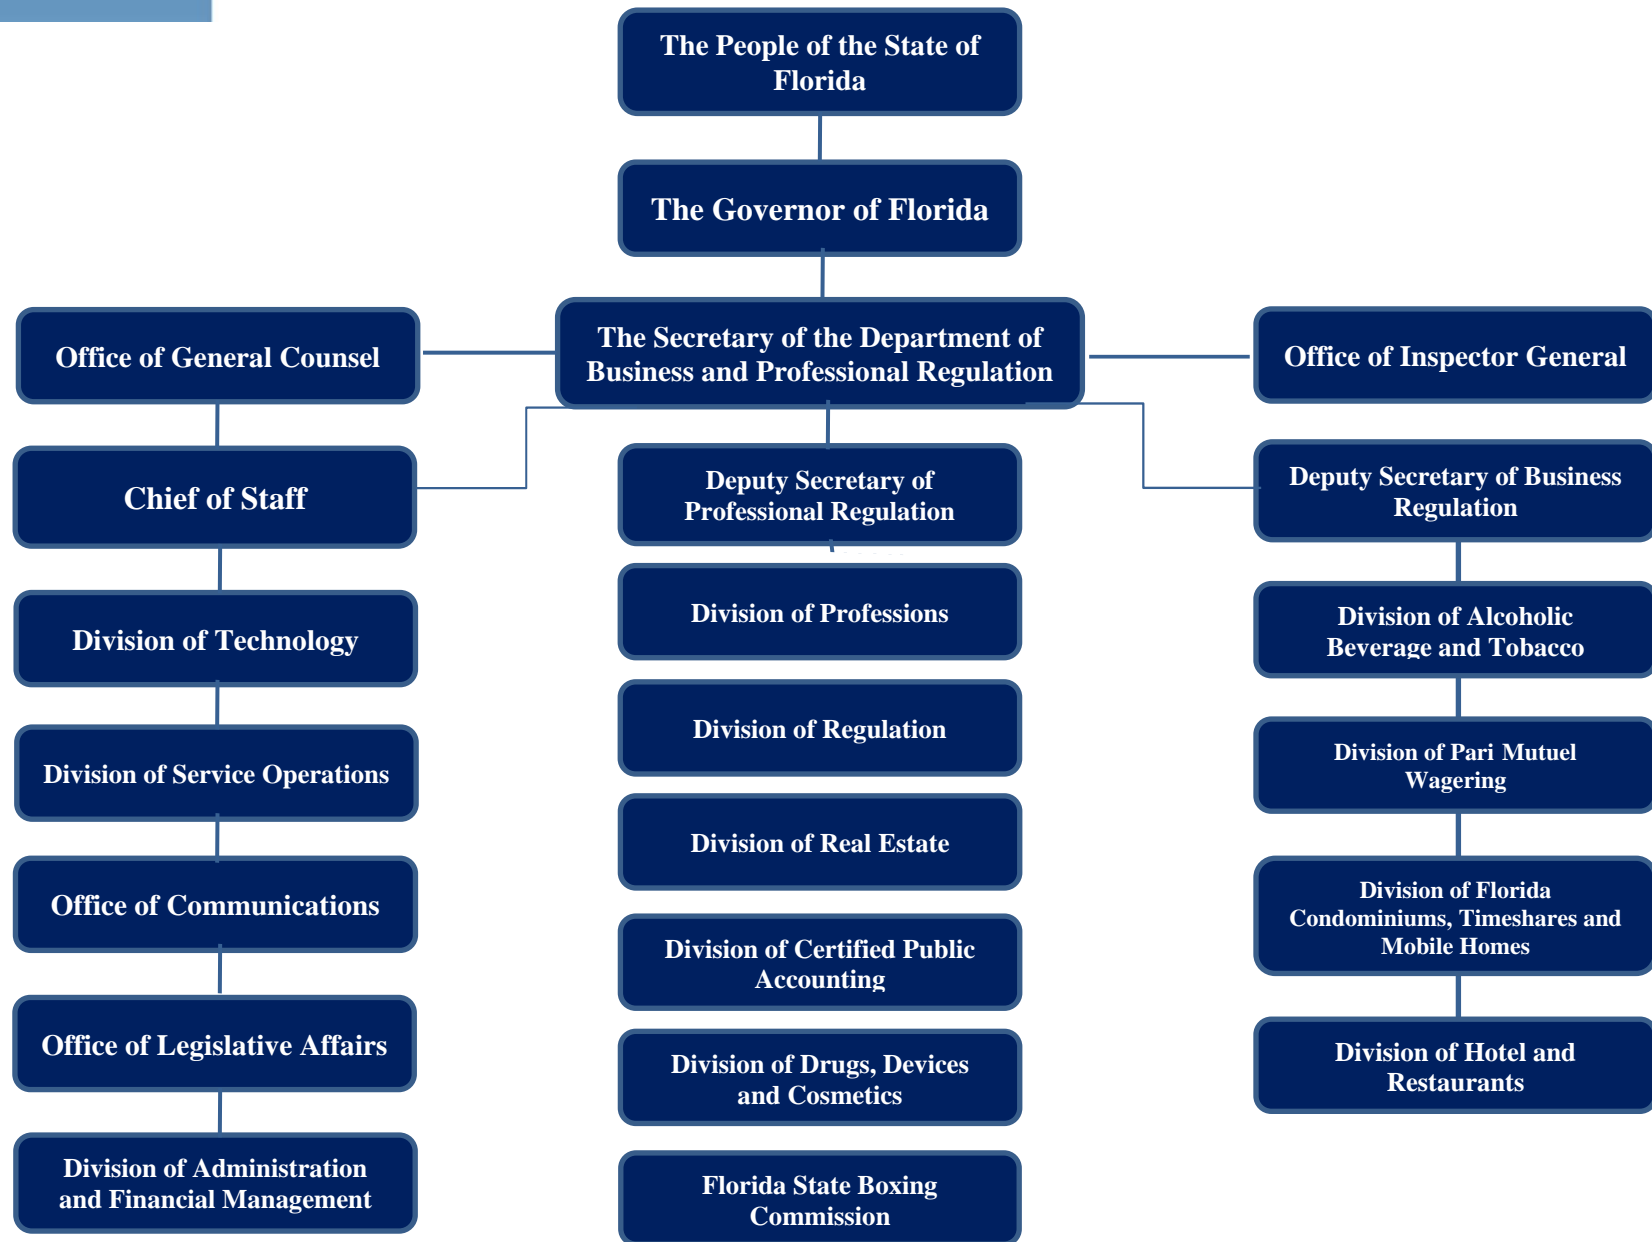 The People of the State of
Florida
The Governor of Florida
The Secretary of the Department of
Business and Professional Regulation
Office of General Counsel
Office of Inspector General
Chief of Staff
Deputy Secretary of
Professional Regulation
Deputy Secretary of Business
Regulation
Division of Technology
Division of Professions
Division of Alcoholic
Beverage and Tobacco
Division of Service Operations
Division of Regulation
Division of Pari Mutuel
Wagering
Office of Communications
Division of Real Estate
Division of Florida
Condominiums, Timeshares and
Mobile Homes
Office of Legislative Affairs
Division of Certified Public
Accounting
Division of Hotel and
Restaurants
Division of Administration
and Financial Management
Division of Drugs, Devices
and Cosmetics
Florida State Boxing
Commission